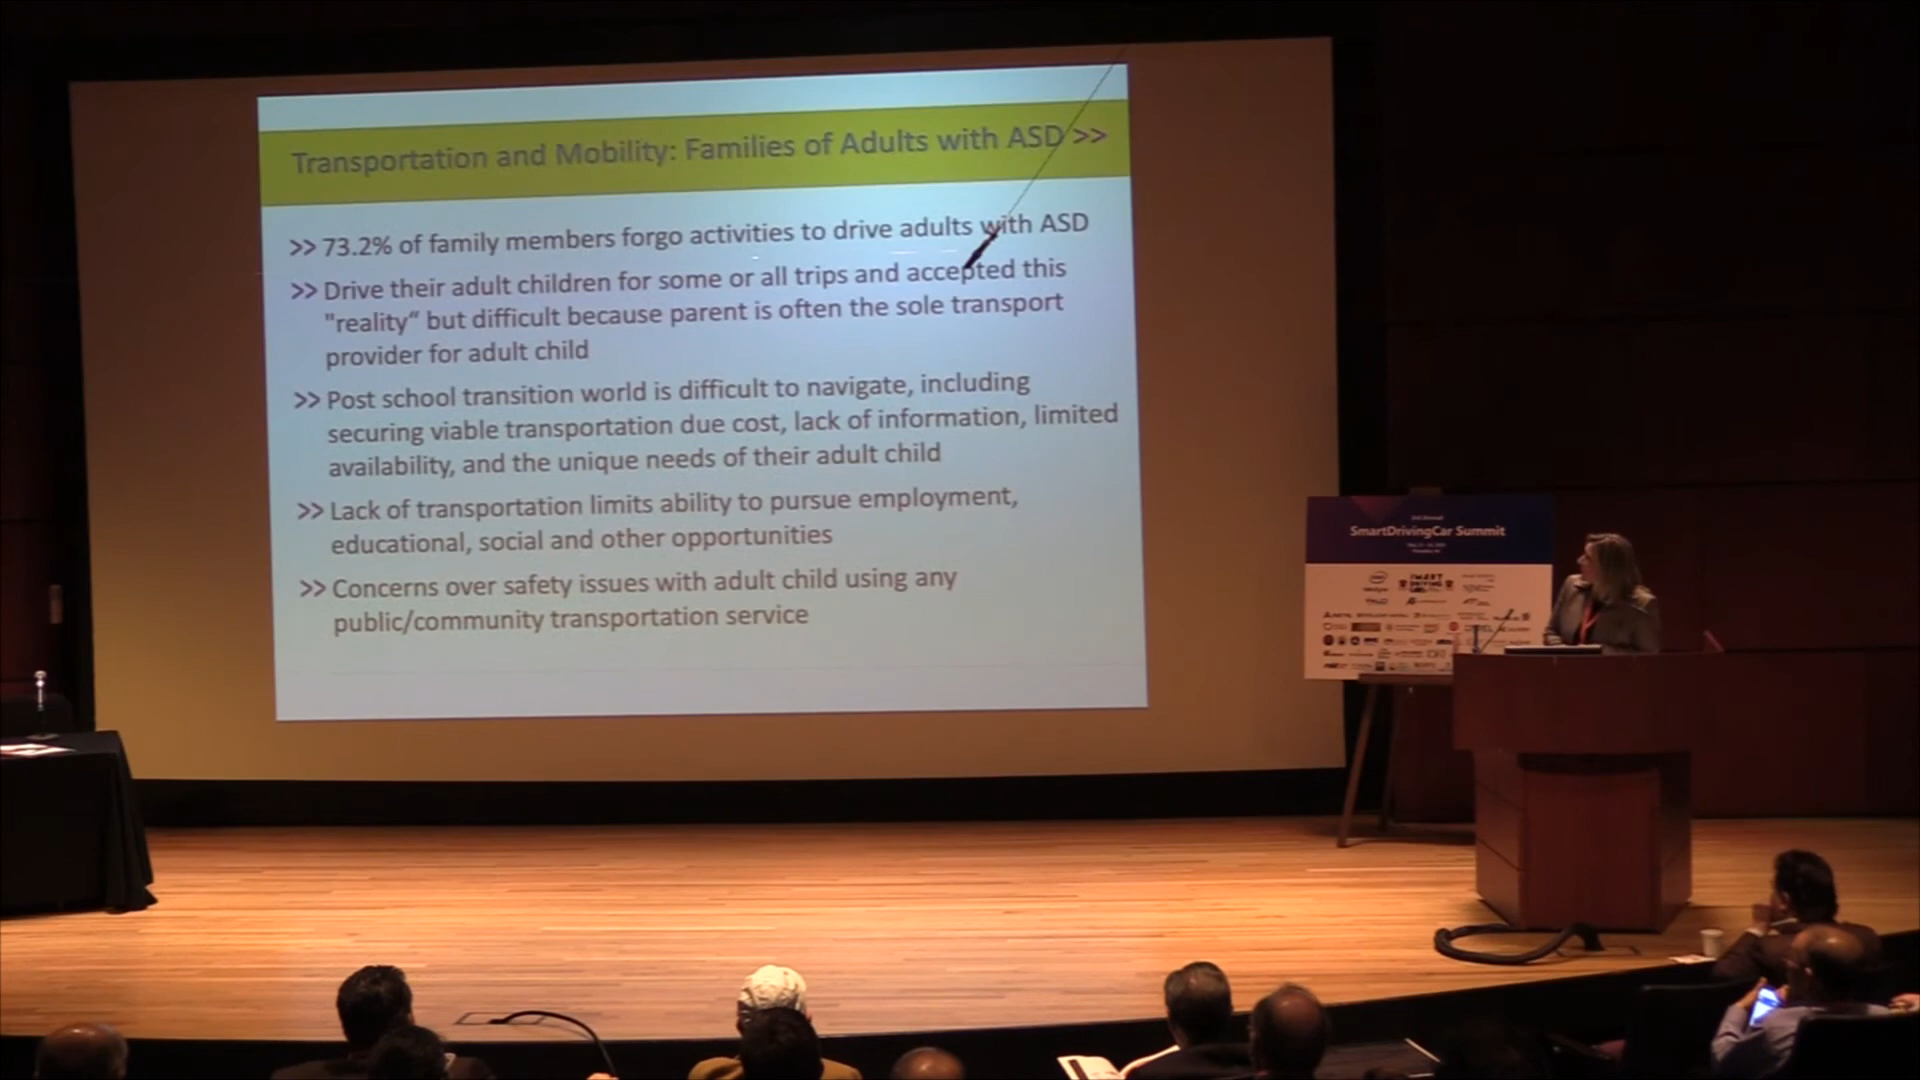 Transportation and Mobility: Families of Adults with ASD >>
>> 73.2% of family members forgo activities to drive adults with ASD
>> Drive their adult children for some or all trips and accepted this
"reality“ but difficult because parent is often the sole transport
provider for adult child
>> Post school transition world is difficult to navigate, including
securing viable transportation due cost, lack of information, limited
availability, and the unique needs of their adult child
>> Lack of transportation limits ability to pursue employment,
educational, social and other opportunities
>> Concerns over safety issues with adult child using any
public/community transportation service
SmartDrivingCar Summit